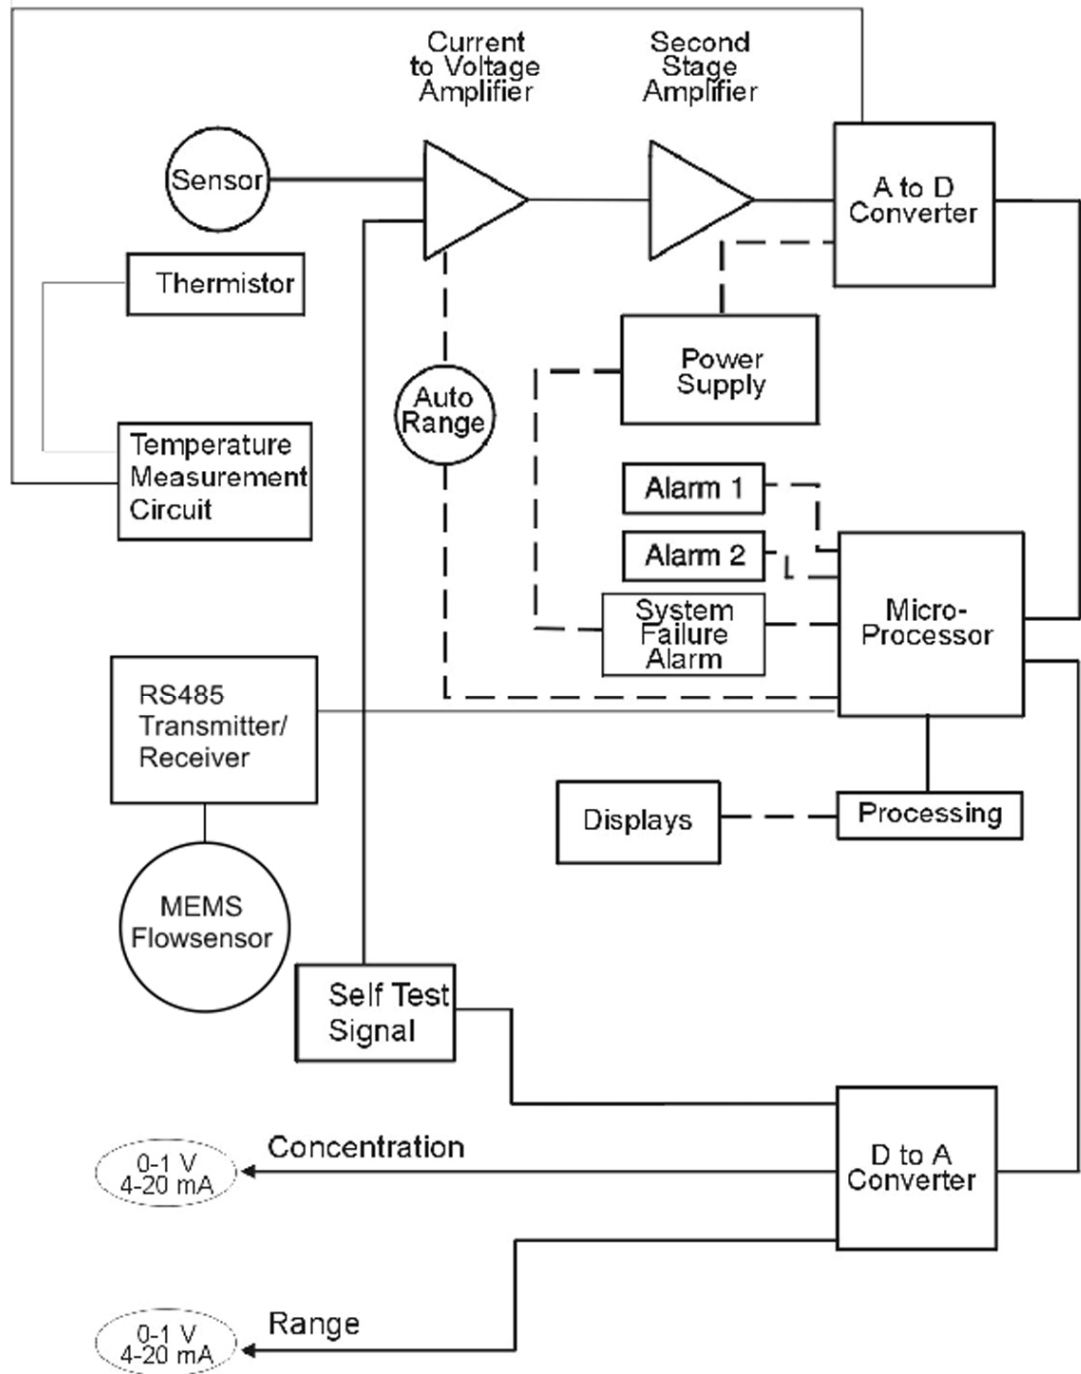 Current
to Voltage
Amplifier
Second
Stage
Amplifier
Sensor
A to D
Converter
Thermistor
Power
Supply
Auto
Range
Temperature
Measurement
Circuit
Alarm 1
Alarm 2
System
Failure
Alarm
Micro-
Processor
RS485
Transmitter/
Receiver
Displays
Processing
MEMS
Flowsensor
Self Test
Signal
Concentration
0-1 V
4-20 mA
D to A
Converter
Range
0-1 V
4-20 mA